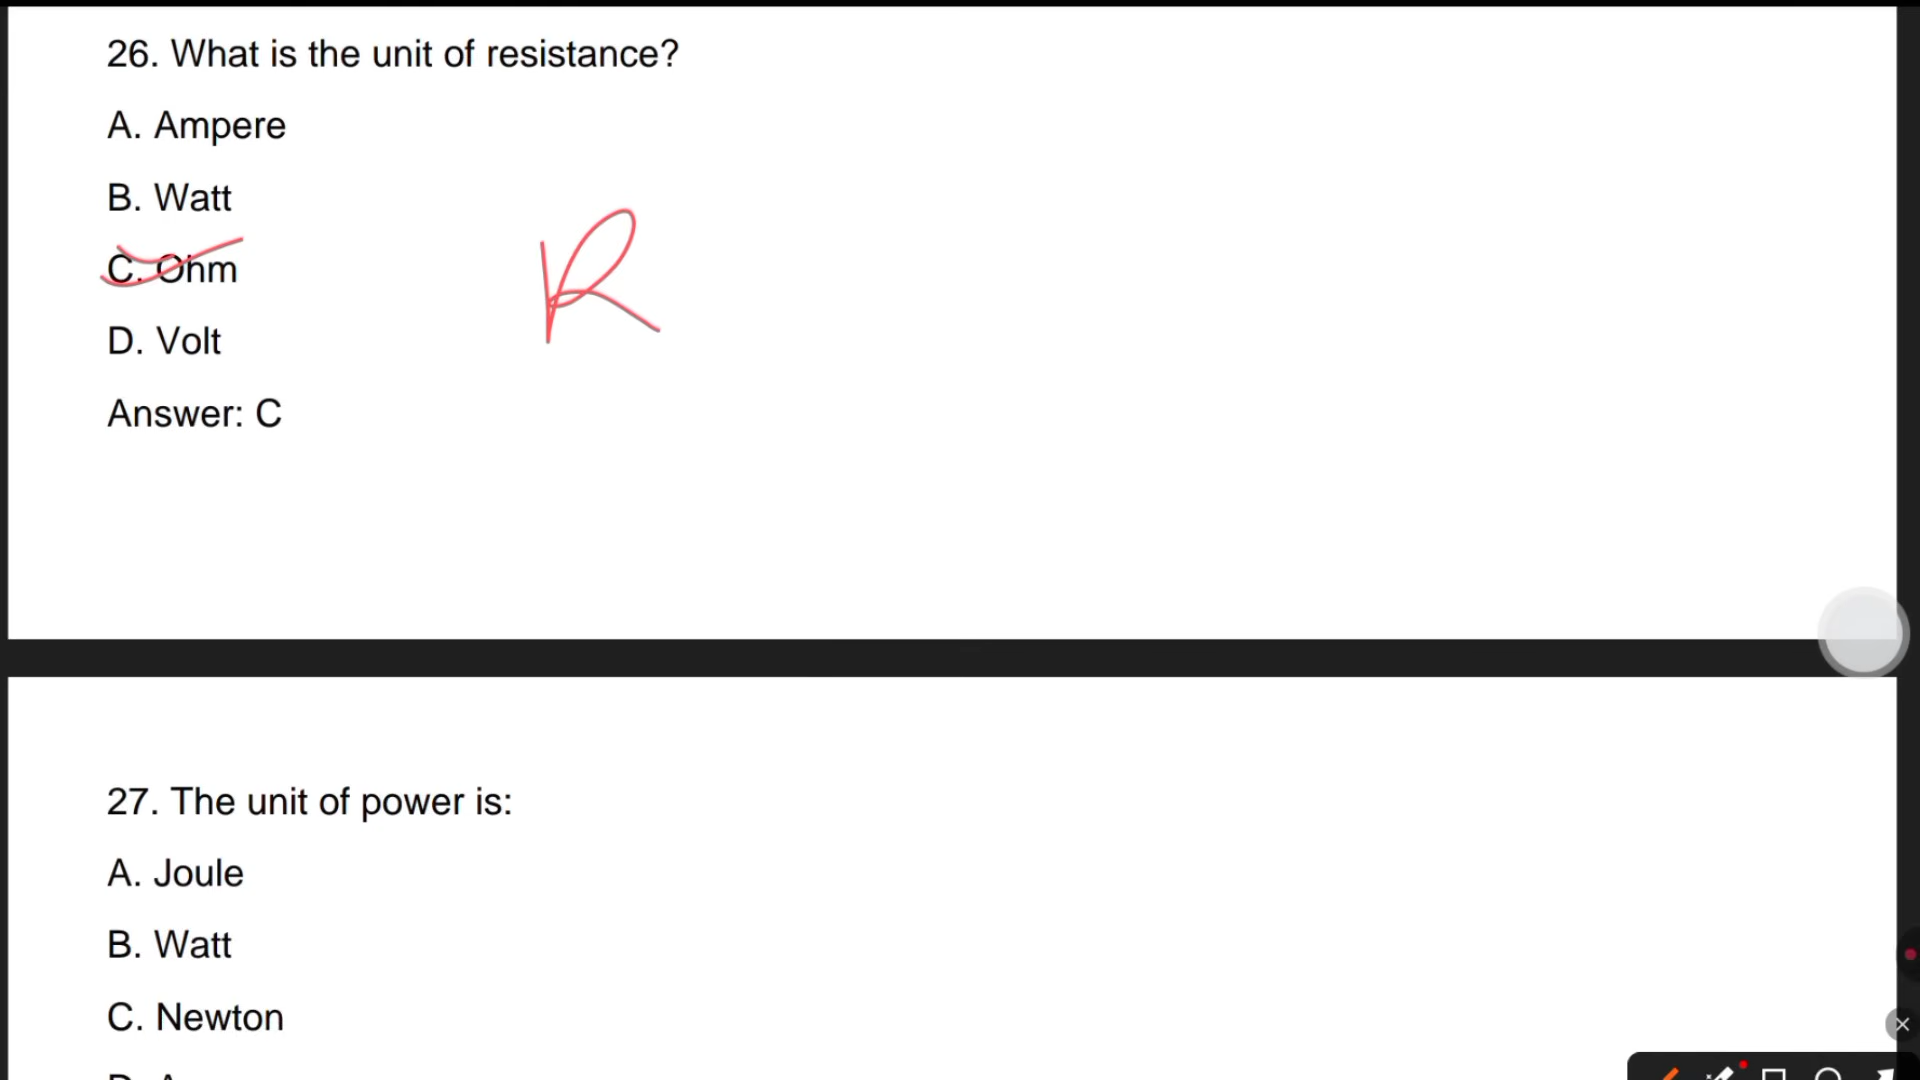 26. What is the unit of resistance?
A. Ampere
B. Watt
C. Ohm
R
D. Volt
Answer: C
27. The unit of power is:
A. Joule
B. Watt
C. Newton